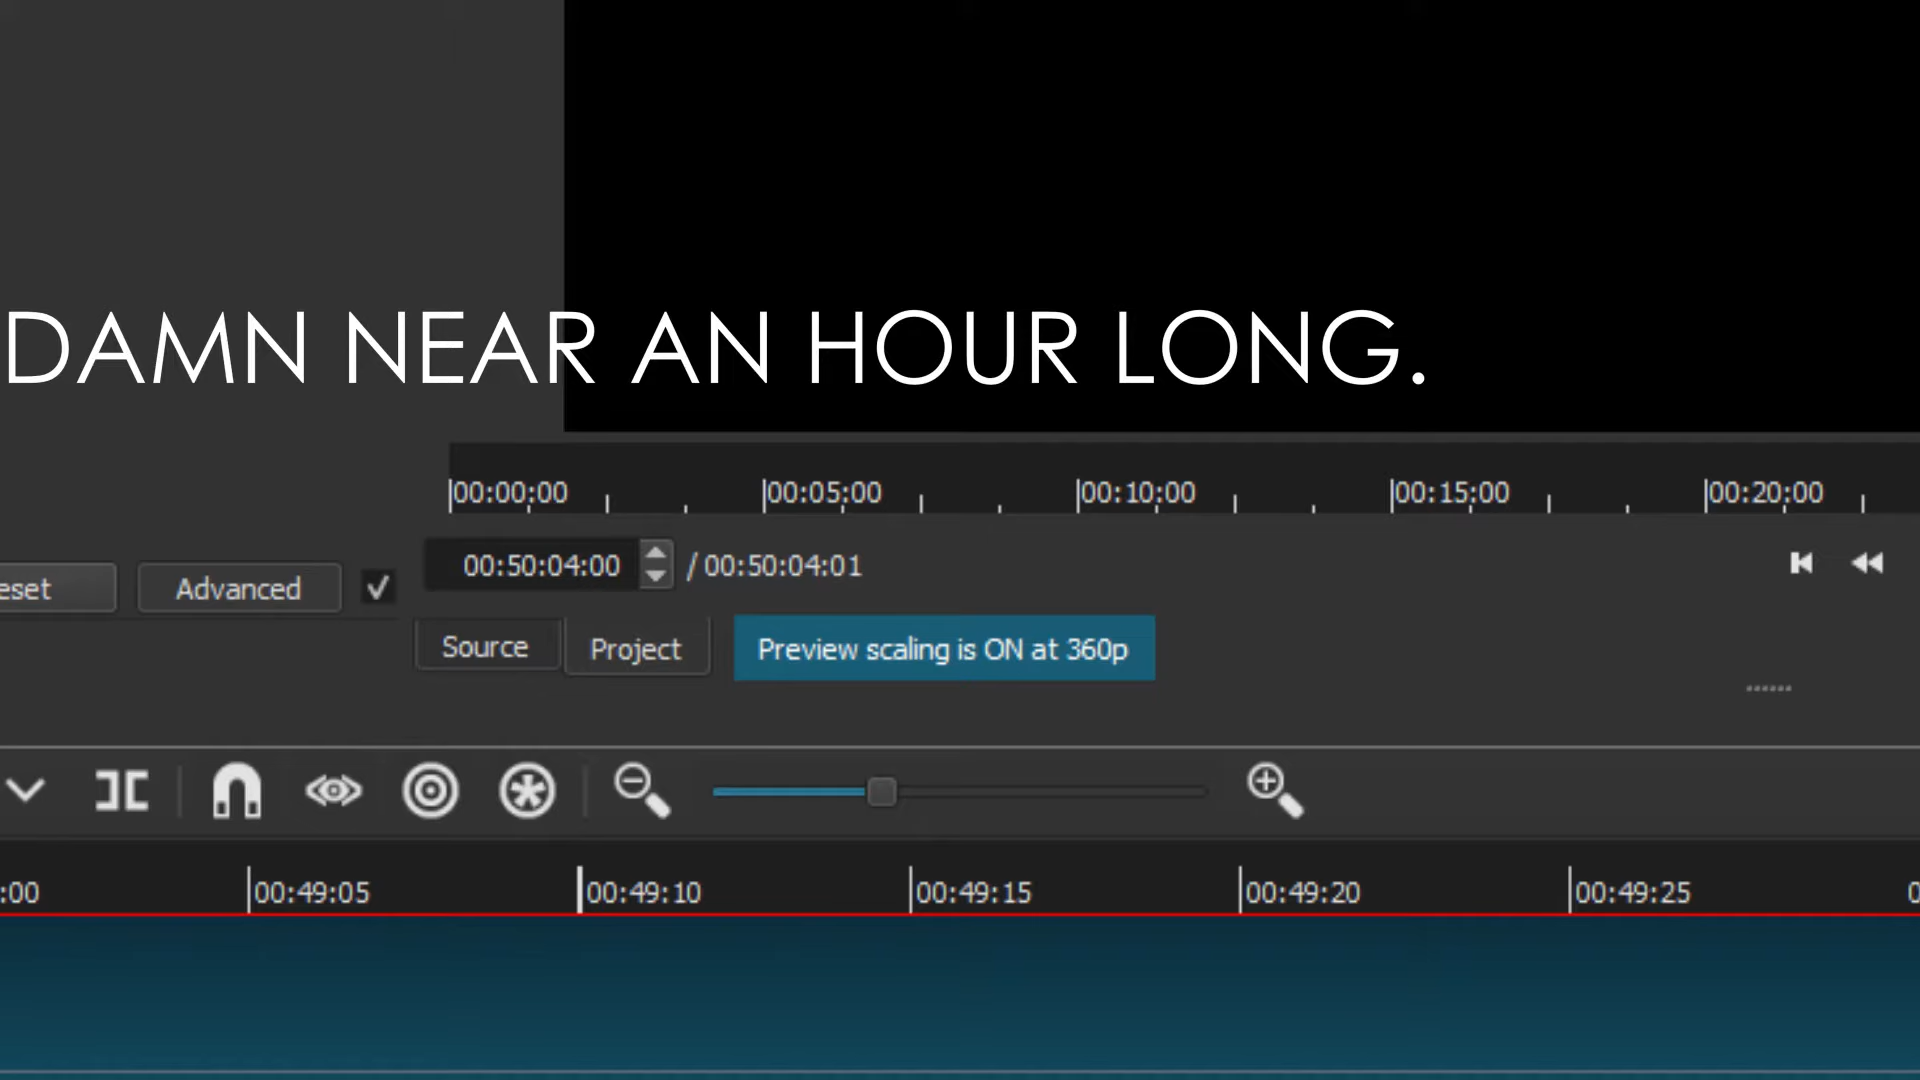 DAMN NEAR AN HOUR LONG.
00:00:00 00:05:00 00:10:00 00:15:00 00:20:00
00:50:04:00 / 00:50:04:01
eset Advanced
Source Project Preview scaling is ON at 360p
:00 00:49:05 00:49:10 00:49:15 00:49:20 00:49:25 0